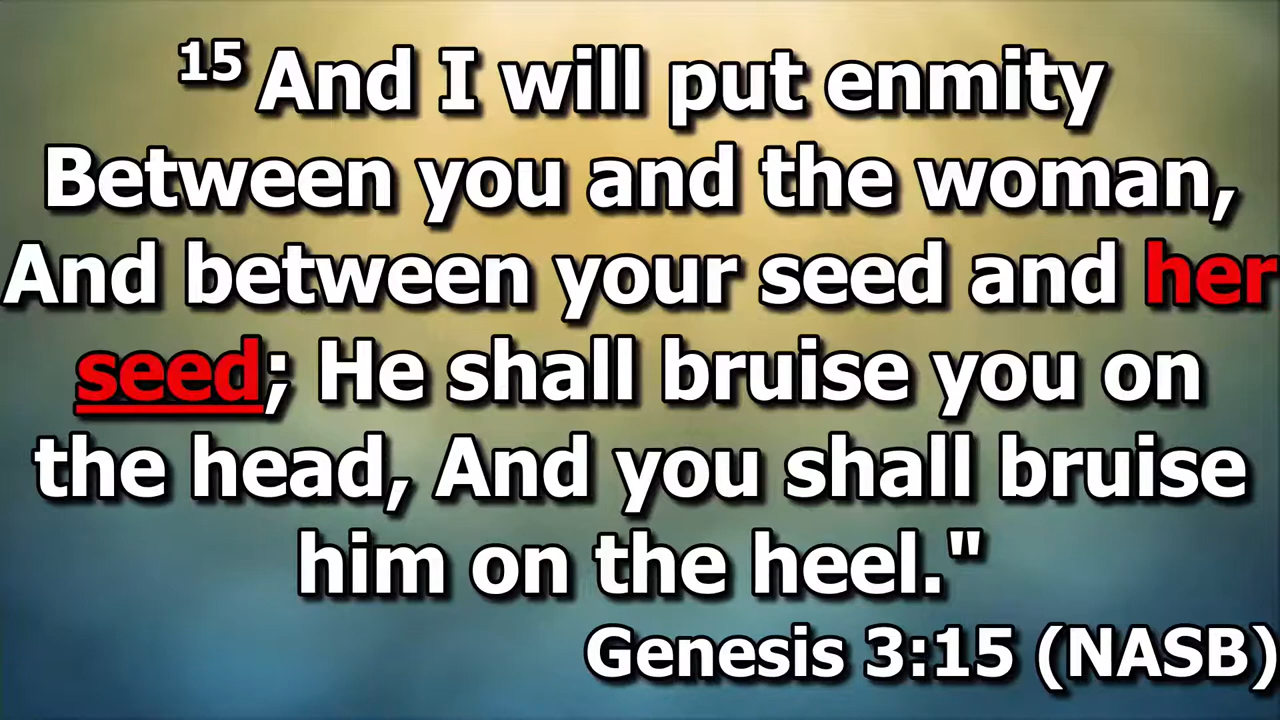 15 And I will put enmity
Between you and the woman,
And between your seed and her
seed; He shall bruise you on
the head, And you shall bruise
him on the heel."
Genesis 3:15 (NASB)